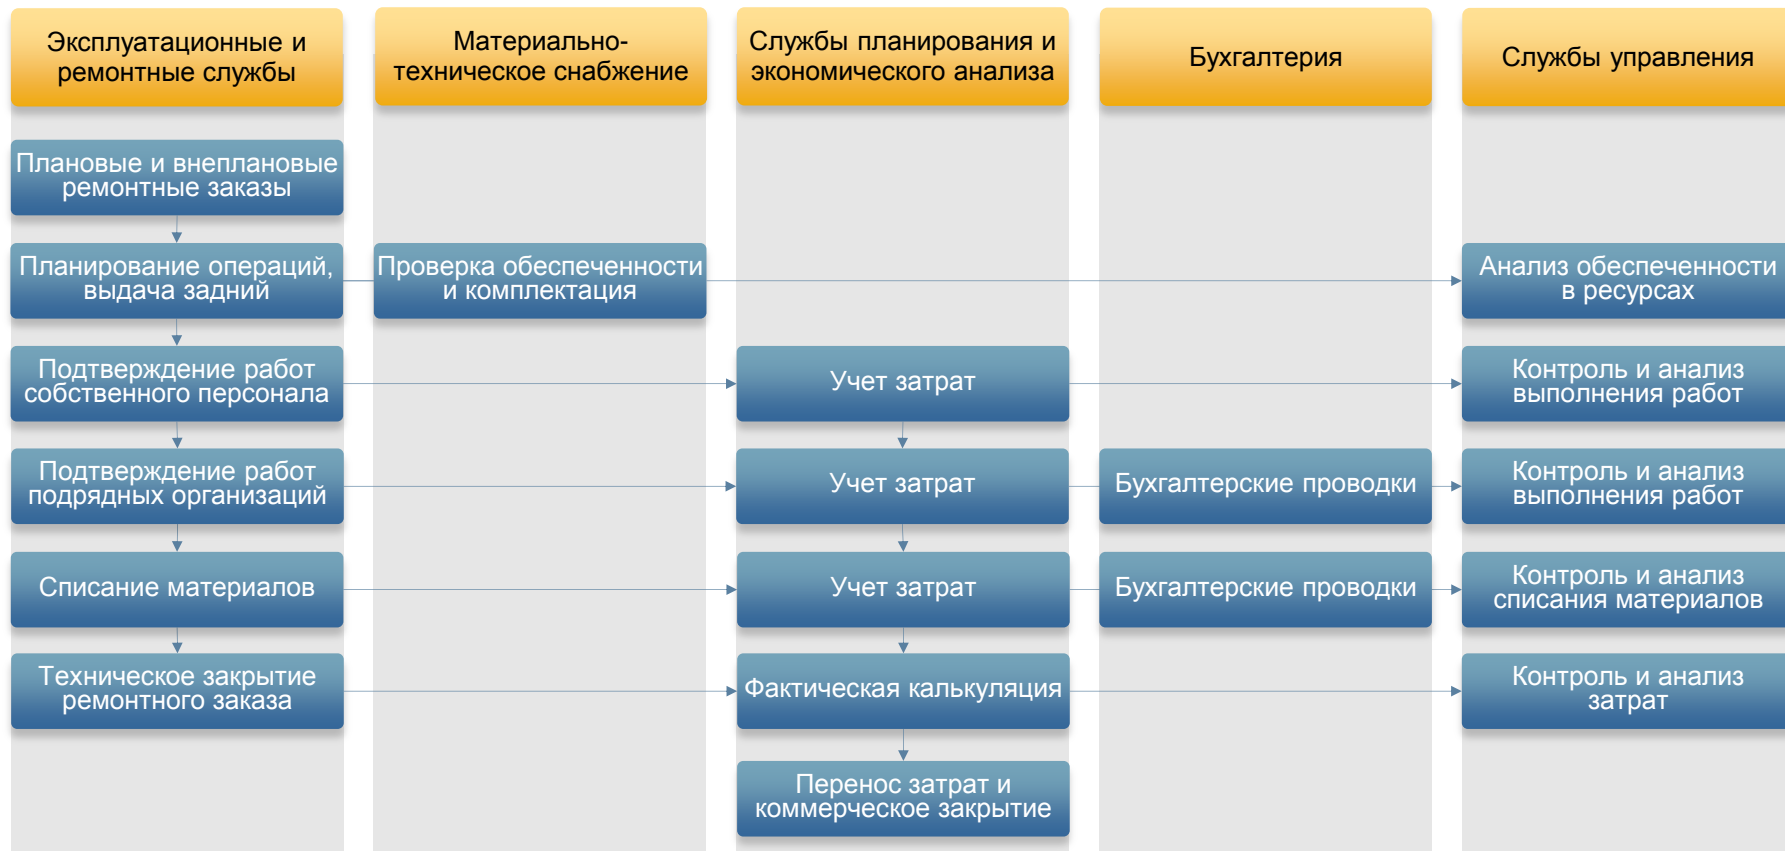 Эксплуатационные и
ремонтные службы
Материально-
техническое снабжение
Службы планирования и
экономического анализа
Бухгалтерия
Службы управления
Плановые и внеплановые
ремонтные заказы
Планирование операций,
выдача задний
Проверка обеспеченности
и комплектация
Анализ обеспеченности
в ресурсах
Подтверждение работ
собственного персонала
Учет затрат
Контроль и анализ
выполнения работ
Подтверждение работ
подрядных организаций
Учет затрат
Бухгалтерские проводки
Контроль и анализ
выполнения работ
Списание материалов
Учет затрат
Бухгалтерские проводки
Контроль и анализ
списания материалов
Техническое закрытие
ремонтного заказа
Фактическая калькуляция
Контроль и анализ
затрат
Перенос затрат и
коммерческое закрытие